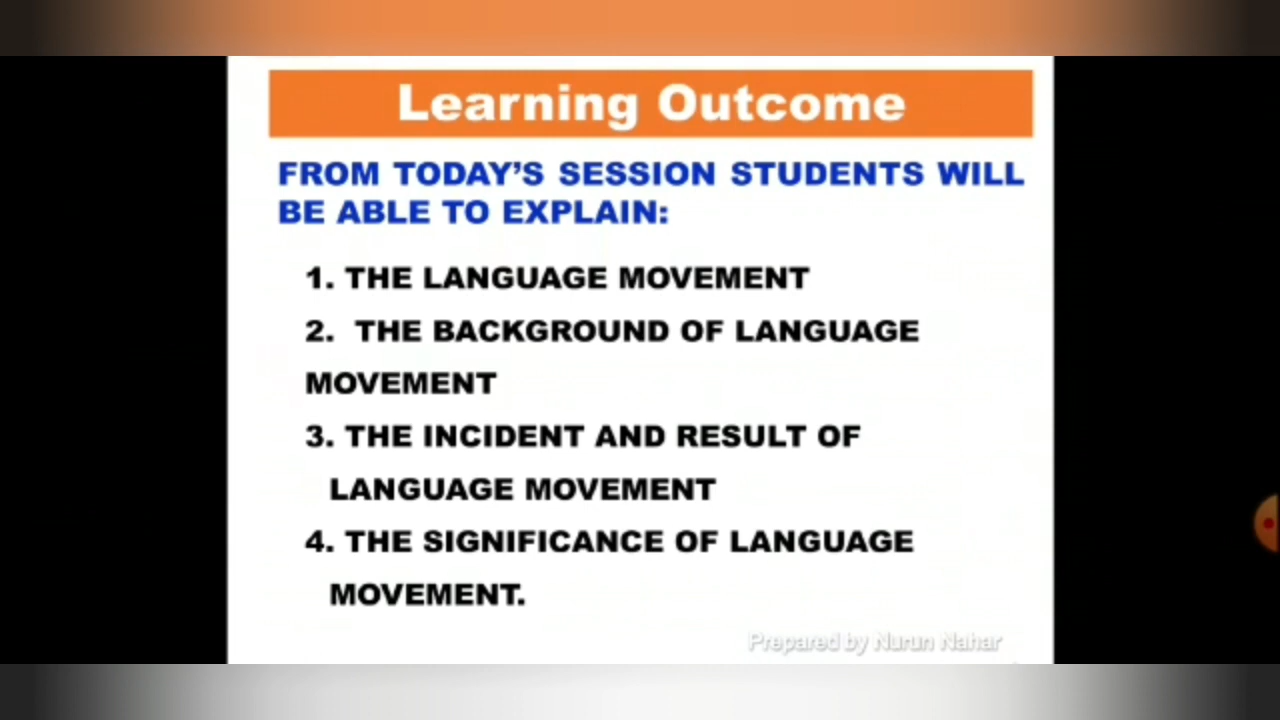 Learning Outcome
FROM TODAY'S SESSION STUDENTS WILL
BE ABLE TO EXPLAIN:
1. THE LANGUAGE MOVEMENT
2. THE BACKGROUND OF LANGUAGE
MOVEMENT
3. THE INCIDENT AND RESULT OF
LANGUAGE MOVEMENT
4. THE SIGNIFICANCE OF LANGUAGE
MOVEMENT.
Prepared by Nurun Nahar